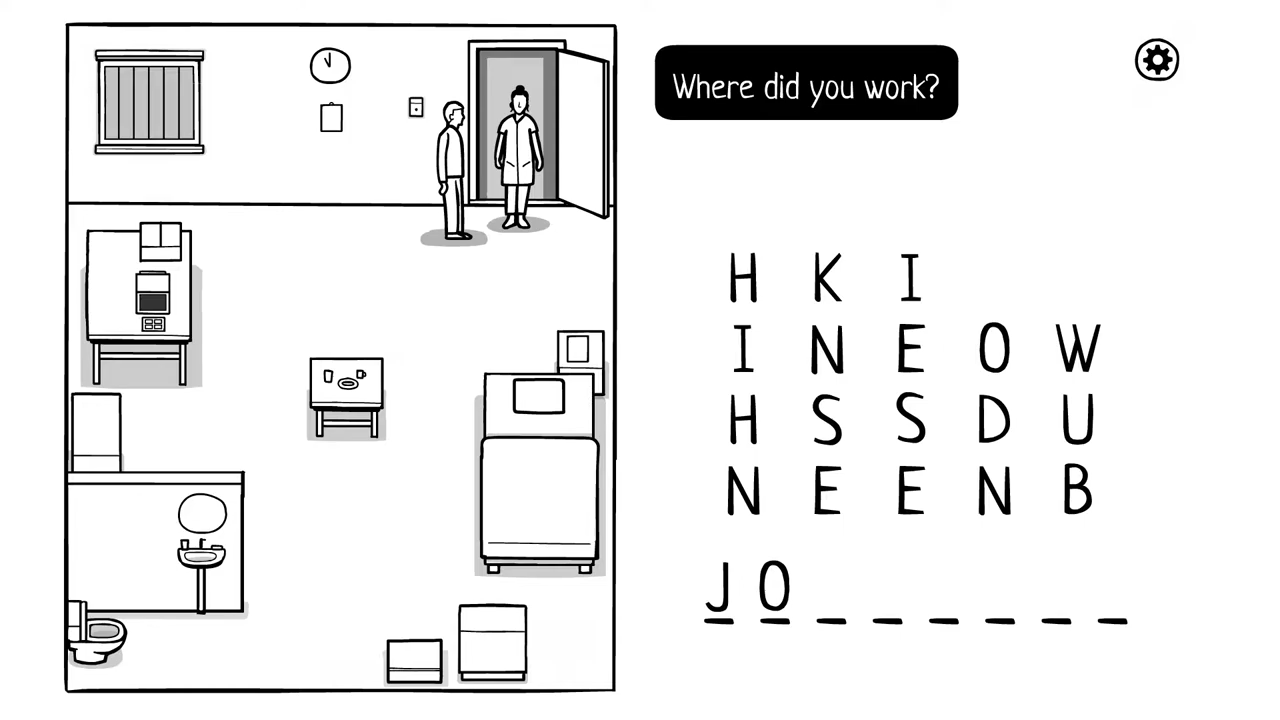 Where did you work?
H K I
I N E O W
H S S D U
N E E N B
J O _ _ _ _ _ _